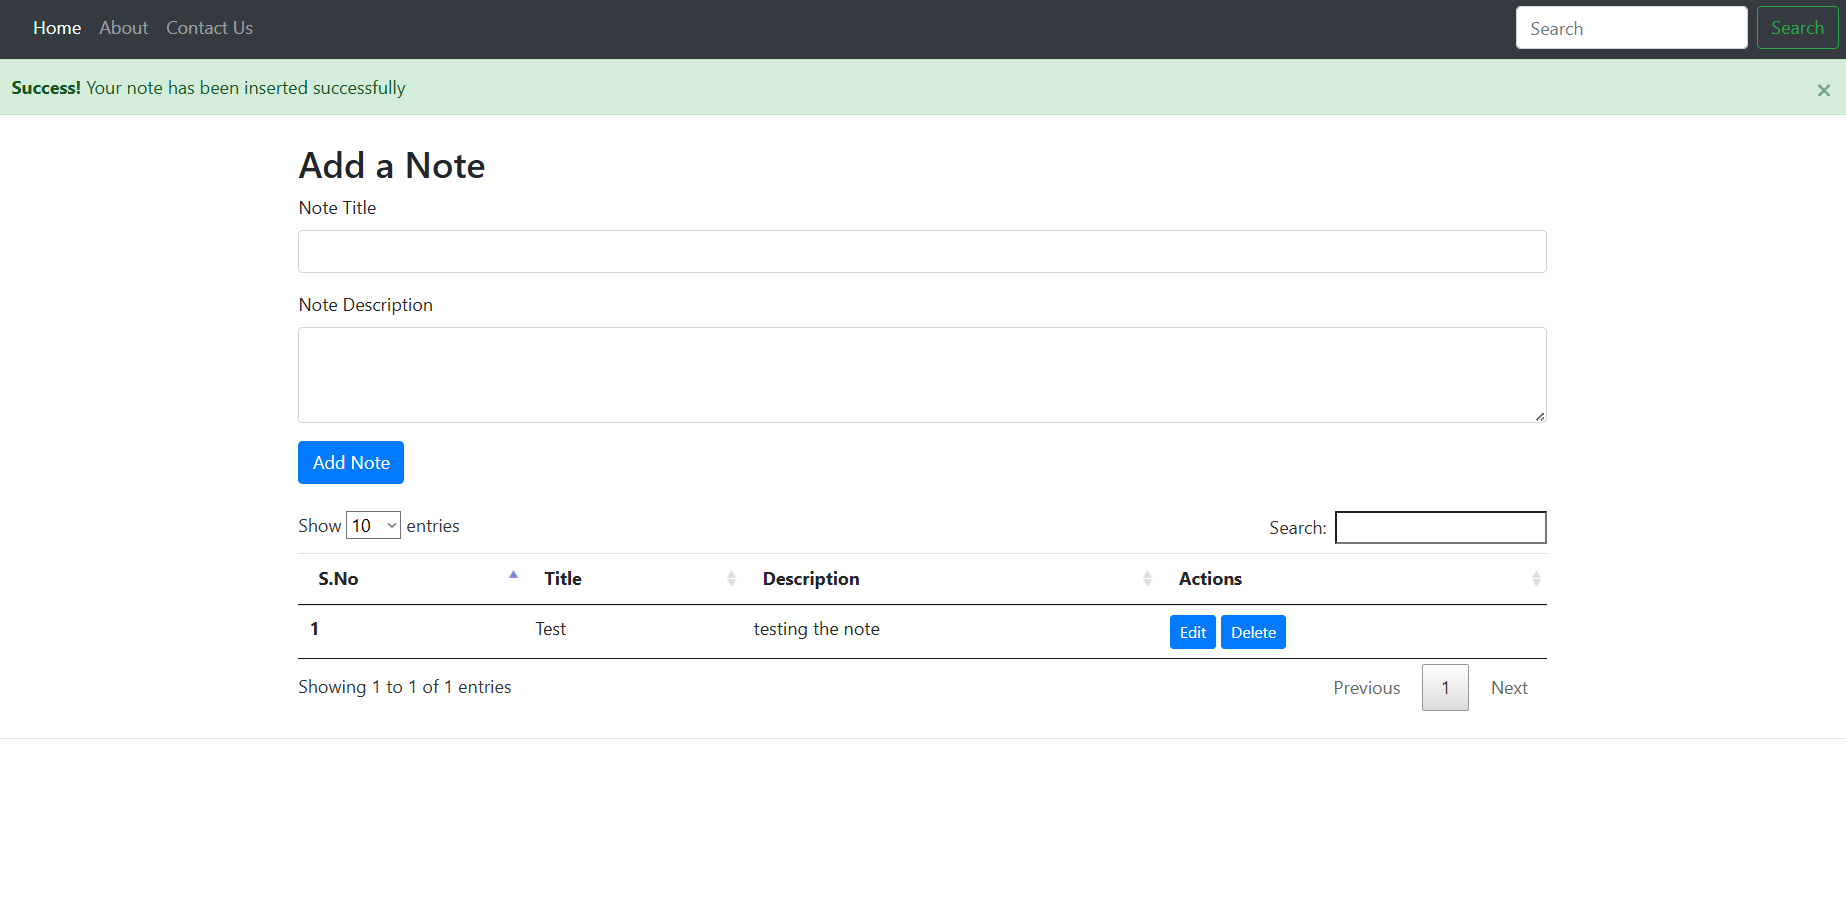 Home About Contact Us Search Search
Success! Your note has been inserted successfully ×
Add a Note
Note Title
Note Description
Add Note
Show 10 entries Search:
S.No Title Description Actions
1 Test testing the note Edit Delete
Showing 1 to 1 of 1 entries Previous 1 Next